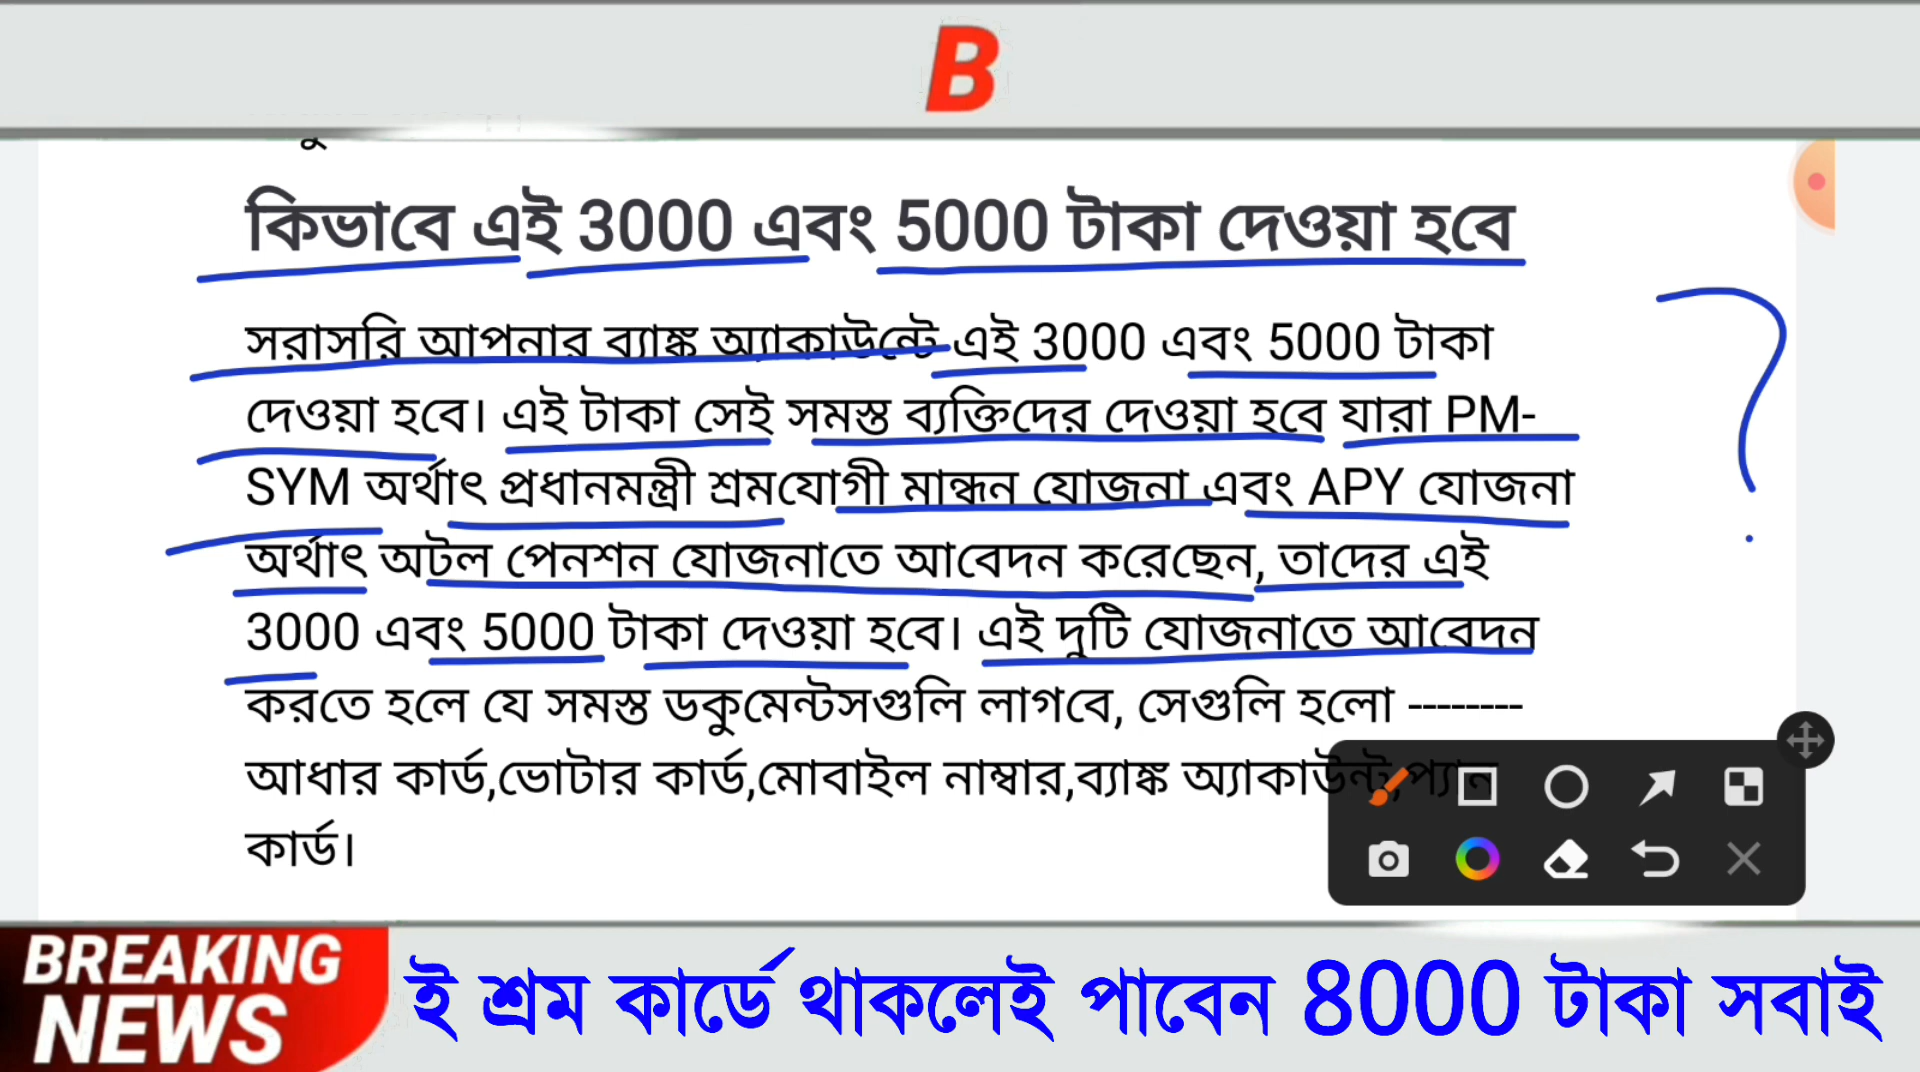 B
কিভাবে এই 3000 এবং 5000 টাকা দেওয়া হবে
সরাসরি আপনার ব্যাঙ্ক অ্যাকাউন্টে এই 3000 এবং 5000 টাকা
দেওয়া হবে। এই টাকা সেই সমস্ত ব্যক্তিদের দেওয়া হবে যারা PM-
SYM অর্থাৎ প্রধানমন্ত্রী শ্রমযোগী মান্ধন যোজনা এবং APY যোজনা
অর্থাৎ অটল পেনশন যোজনাতে আবেদন করেছেন, তাদের এই
3000 এবং 5000 টাকা দেওয়া হবে। এই দুটি যোজনাতে আবেদন
করতে হলে যে সমস্ত ডকুমেন্টসগুলি লাগবে, সেগুলি হলো --------
আধার কার্ড,ভোটার কার্ড,মোবাইল নাম্বার,ব্যাঙ্ক অ্যাকাউন্ট,প্যান
কার্ড।
?
BREAKING
NEWS
ই শ্রম কার্ডে থাকলেই পাবেন 8000 টাকা সবাই